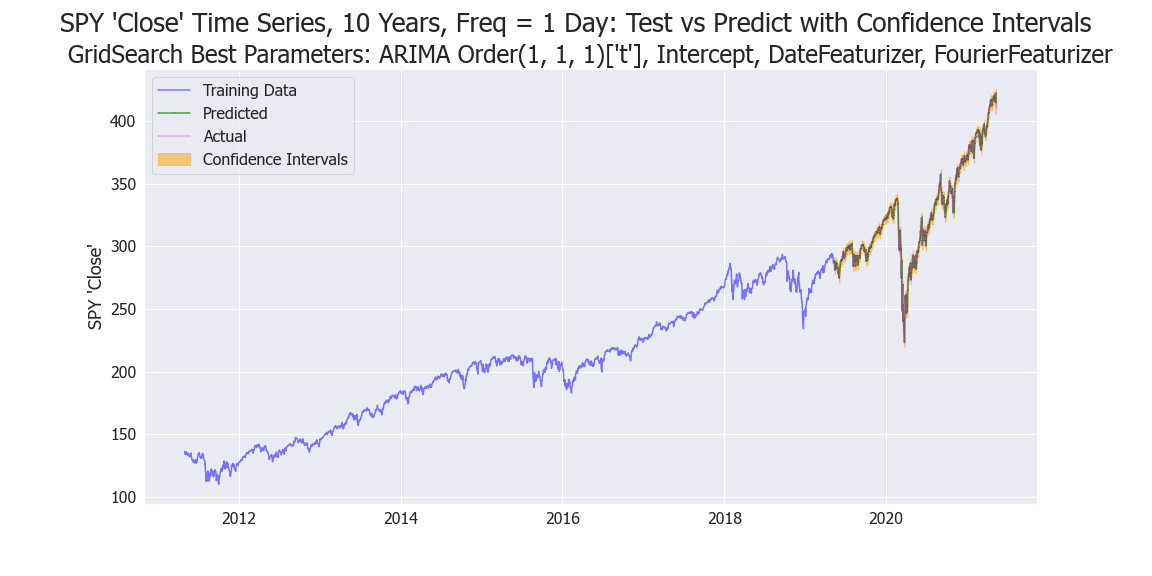 SPY 'Close' Time Series, 10 Years, Freq = 1 Day: Test vs Predict with Confidence Intervals
GridSearch Best Parameters: ARIMA Order(1, 1, 1)['t'], Intercept, DateFeaturizer, FourierFeaturizer
Training Data
Predicted
Actual
Confidence Intervals
SPY 'Close'
400
350
300
250
200
150
100
2012
2014
2016
2018
2020